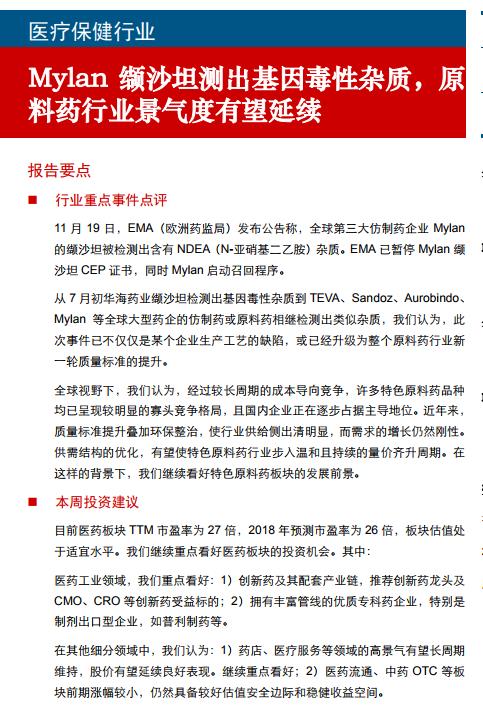 医疗保健行业
Mylan 缬沙坦测出基因毒性杂质，原
料药行业景气度有望延续
报告要点
■ 行业重点事件点评
11 月 19 日，EMA（欧洲药监局）发布公告称，全球第三大仿制药企业 Mylan
的缬沙坦被检测出含有 NDEA（N-亚硝基二乙胺）杂质。EMA 已暂停 Mylan 缬
沙坦 CEP 证书，同时 Mylan 启动召回程序。
从 7 月初华海药业缬沙坦检测出基因毒性杂质到 TEVA、Sandoz、Aurobindo、
Mylan 等全球大型药企的仿制药或原料药相继检测出类似杂质，我们认为，此
次事件已不仅仅是某个企业生产工艺的缺陷，或已经升级为整个原料药行业新
一轮质量标准的提升。
全球视野下，我们认为，经过较长周期的成本导向竞争，许多特色原料药品种
均已呈现较明显的寡头竞争格局，且国内企业正在逐步占据主导地位。近年来，
质量标准提升叠加环保整治，使行业供给侧出清明显，而需求的增长仍然刚性。
供需结构的优化，有望使特色原料药行业步入温和且持续的量价齐升周期。在
这样的背景下，我们继续看好特色原料药板块的发展前景。
■ 本周投资建议
目前医药板块 TTM 市盈率为 27 倍，2018 年预测市盈率为 26 倍，板块估值处
于适宜水平。我们继续重点看好医药板块的投资机会。其中：
医药工业领域，我们重点看好：1）创新药及其配套产业链，推荐创新药龙头及
CMO、CRO 等创新药受益标的；2）拥有丰富管线的优质专科药企业，特别是
制剂出口型企业，如普利制药等。
在其他细分领域中，我们认为：1）药店、医疗服务等领域的高景气有望长周期
维持，股价有望延续良好表现。继续重点看好；2）医药流通、中药 OTC 等板
块前期涨幅较小，仍然具备较好估值安全边际和稳健收益空间。